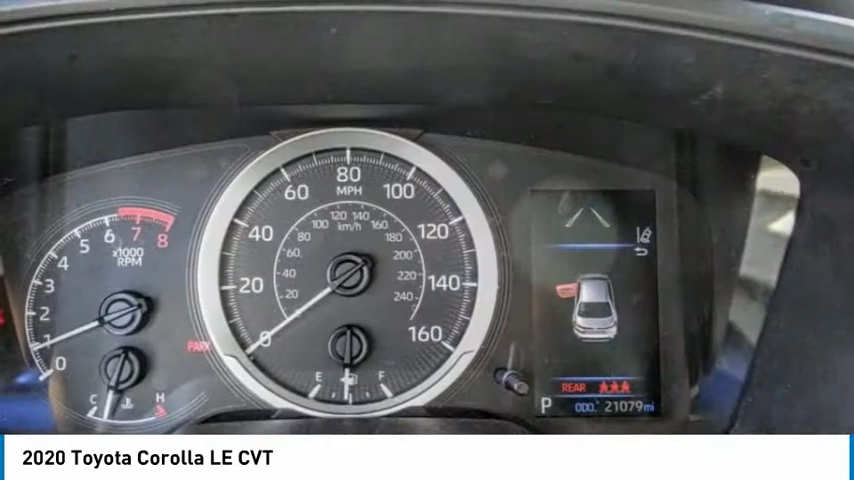 80
MPH
60 100
40 120
20 140
0 160
120 140
100 km/h 160
80 180
60 200
40 220
20 240
6 7 8
5
4 x1000
3 RPM
2
1
0
PARK
C H
E F
REAR
P 21079 mi
2020 Toyota Corolla LE CVT